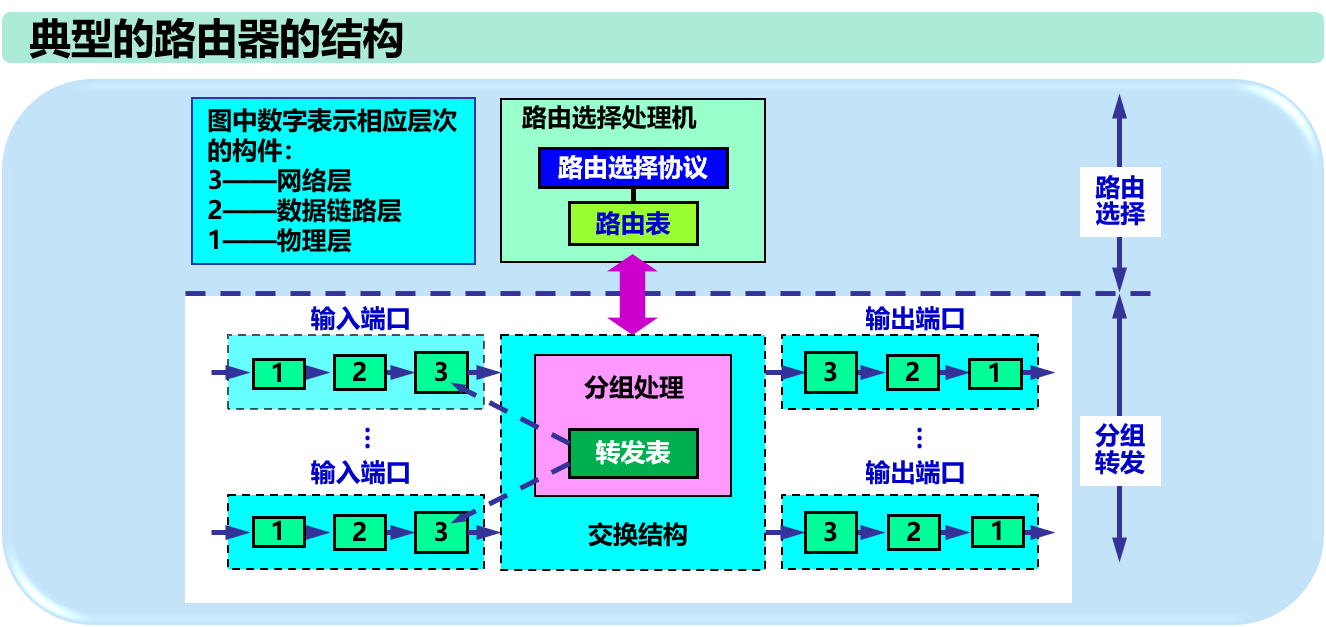 典型的路由器的结构
图中数字表示相应层次
的构件：
3——网络层
2——数据链路层
1——物理层
路由选择处理机
路由选择协议
路由表
路由
选择
输入端口
1 2 3
⋮
输入端口
1 2 3
分组处理
转发表
交换结构
输出端口
3 2 1
⋮
输出端口
3 2 1
分组
转发